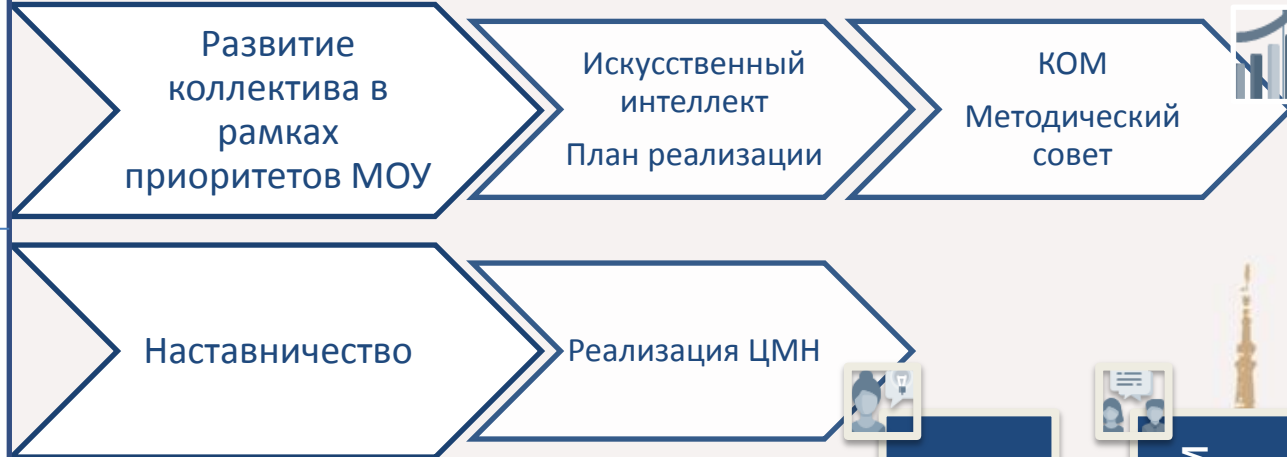 Развитие
коллектива в
рамках
приоритетов МОУ
Искусственный
интеллект
План реализации
КОМ
Методический
совет
Наставничество
Реализация ЦМН